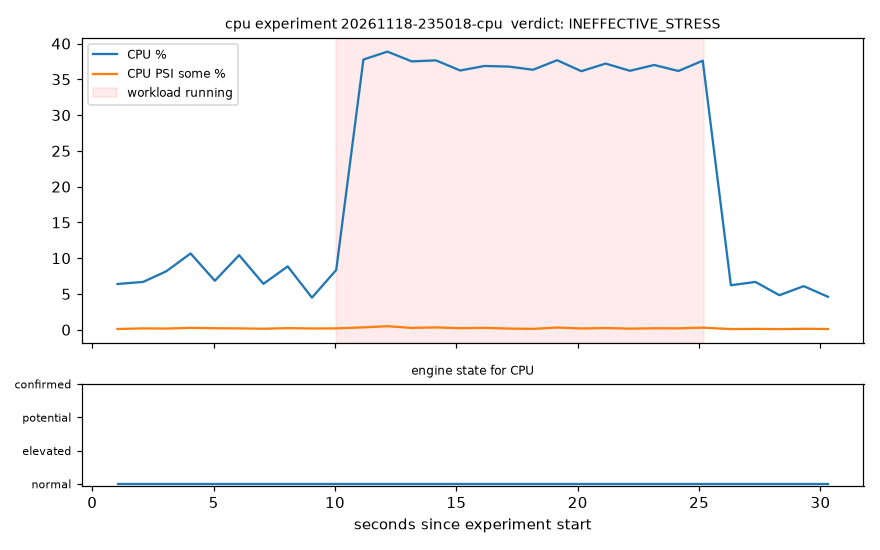 cpu experiment 20261118-235018-cpu  verdict: INEFFECTIVE_STRESS
40
35
30
25
20
15
10
5
0
CPU %
CPU PSI some %
workload running
engine state for CPU
confirmed
potential
elevated
normal
0 5 10 15 20 25 30
seconds since experiment start